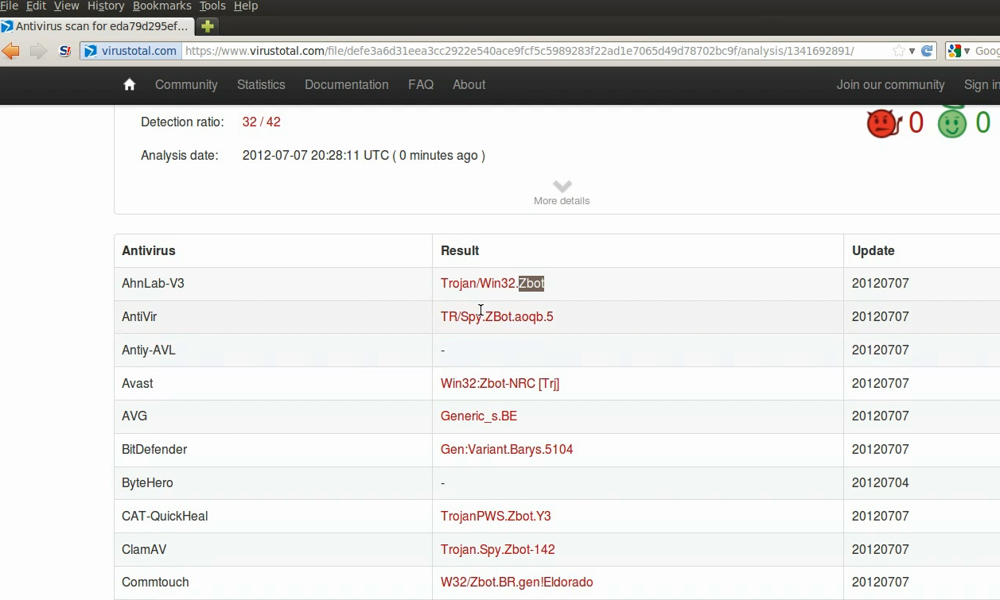 File Edit View History Bookmarks Tools Help
Antivirus scan for eda79d295ef...
virustotal.com https://www.virustotal.com/file/defe3a6d31eea3cc2922e540ace9fcf5c5989283f22ad1e7065d49d78702bc9f/analysis/1341692891/ Goog
Community Statistics Documentation FAQ About Join our community Sign in
Detection ratio: 32 / 42 0 0
Analysis date: 2012-07-07 20:28:11 UTC ( 0 minutes ago )
More details
Antivirus Result Update
AhnLab-V3 Trojan/Win32.Zbot 20120707
AntiVir TR/Spy.ZBot.aoqb.5 20120707
Antiy-AVL - 20120707
Avast Win32:Zbot-NRC [Trj] 20120707
AVG Generic_s.BE 20120707
BitDefender Gen:Variant.Barys.5104 20120707
ByteHero - 20120704
CAT-QuickHeal TrojanPWS.Zbot.Y3 20120707
ClamAV Trojan.Spy.Zbot-142 20120707
Commtouch W32/Zbot.BR.gen!Eldorado 20120707